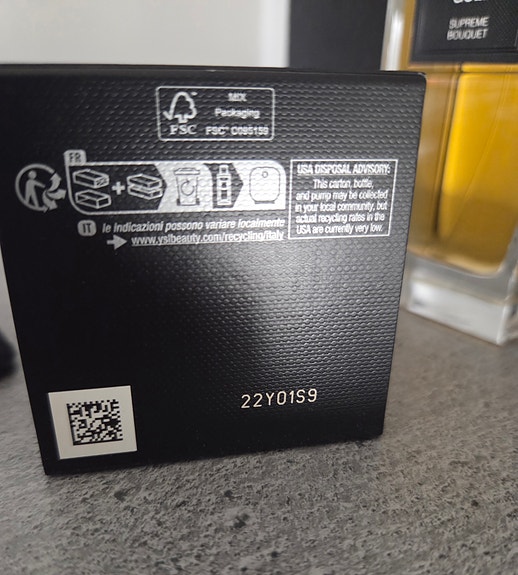 SUPREME
BOUQUET
MIX
Packaging
FSC
FSC® C095159
FR
USA DISPOSAL ADVISORY:
This carton, bottle,
and pump may be collected
in your local community, but
actual recycling rates in the
USA are currently very low.
IT le indicazioni possono variare localmente
www.yslbeauty.com/recycling/italy
22Y01S9